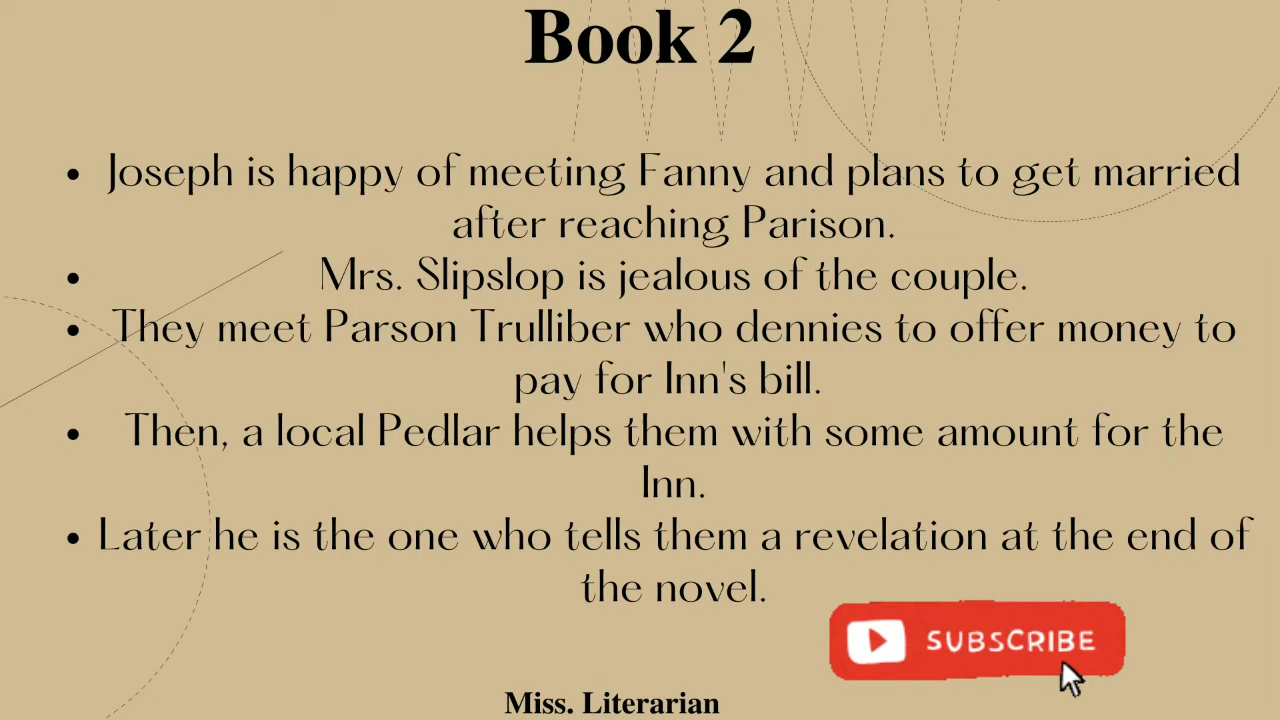 Book 2
• Joseph is happy of meeting Fanny and plans to get married
after reaching Parison.
• Mrs. Slipslop is jealous of the couple.
• They meet Parson Trulliber who dennies to offer money to
pay for Inn's bill.
• Then, a local Pedlar helps them with some amount for the
Inn.
• Later he is the one who tells them a revelation at the end of
the novel.
SUBSCRIBE
Miss. Literarian